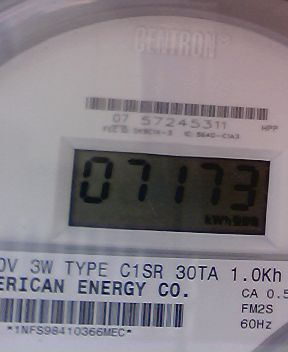 CENTRON®
07 57245311
HPP
07173
kWh
0V 3W TYPE C1SR 30TA 1.0Kh
ERICAN ENERGY CO.
CA 0.5
FM2S
60Hz
*1NFS98410366MEC*